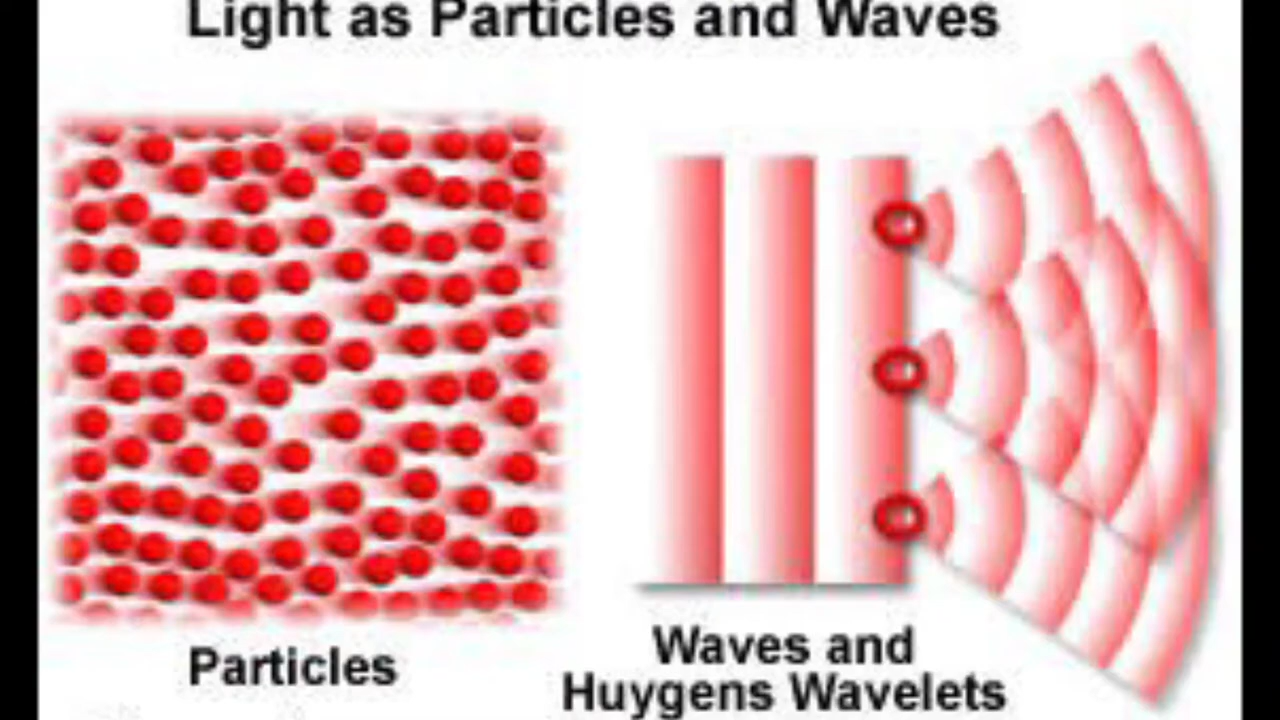 Light as Particles and Waves
Particles
Waves and
Huygens Wavelets